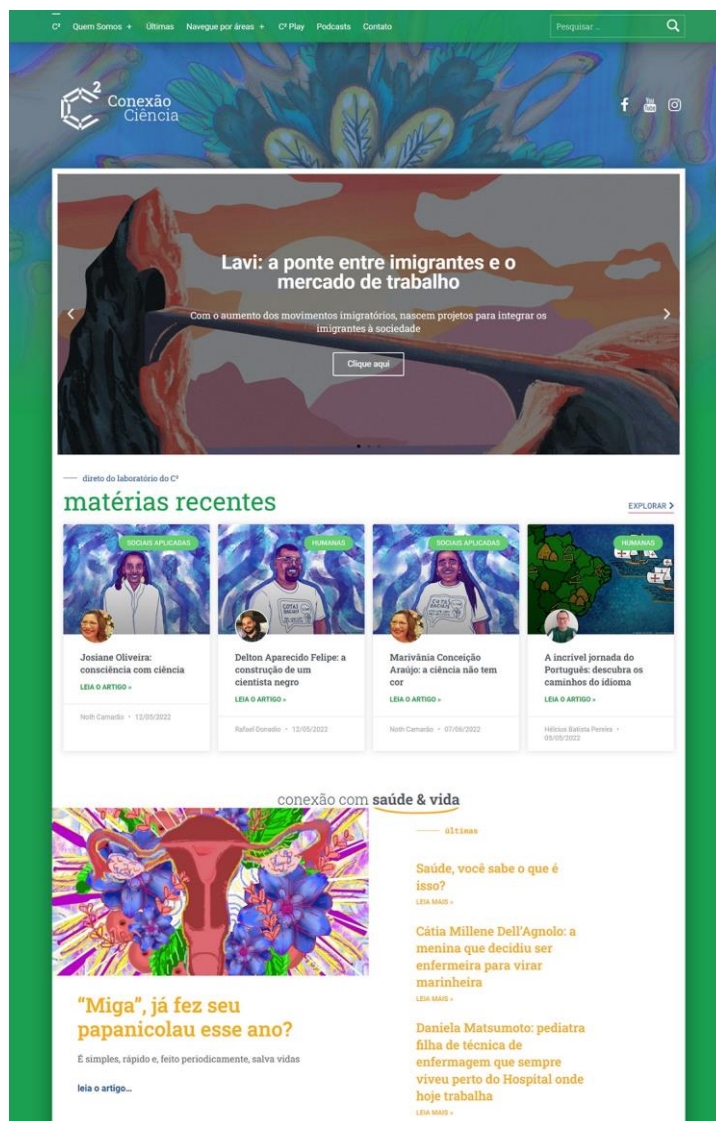 C² Quem Somos + Últimas Navegue por áreas + C² Play Podcasts Contato Pesquisar ..
C² Conexão
Ciência
Lavi: a ponte entre imigrantes e o
mercado de trabalho
Com o aumento dos movimentos imigratórios, nascem projetos para integrar os
imigrantes à sociedade
Clique aqui
direto do laboratório do C²
matérias recentes
EXPLORAR
SOCIAIS APLICADAS
Josiane Oliveira:
consciência com ciência
LEIA O ARTIGO »
Noth Camarão • 12/05/2022
HUMANAS
Delton Aparecido Felipe: a
construção de um
cientista negro
LEIA O ARTIGO »
Rafael Donadio • 12/05/2022
SOCIAIS APLICADAS
Marivânia Conceição
Araújo: a ciência não tem
cor
LEIA O ARTIGO »
Noth Camarão • 07/06/2022
HUMANAS
A incrível jornada do
Português: descubra os
caminhos do idioma
LEIA O ARTIGO »
Hélcius Batista Pereira •
05/05/2022
conexão com saúde & vida
“Miga”, já fez seu
papanicolau esse ano?
É simples, rápido e, feito periodicamente, salva vidas
leia o artigo...
últimas
Saúde, você sabe o que é
isso?
LEIA MAIS »
Cátia Millene Dell’Agnolo: a
menina que decidiu ser
enfermeira para virar
marinheira
LEIA MAIS »
Daniela Matsumoto: pediatra
filha de técnica de
enfermagem que sempre
viveu perto do Hospital onde
hoje trabalha
LEIA MAIS »